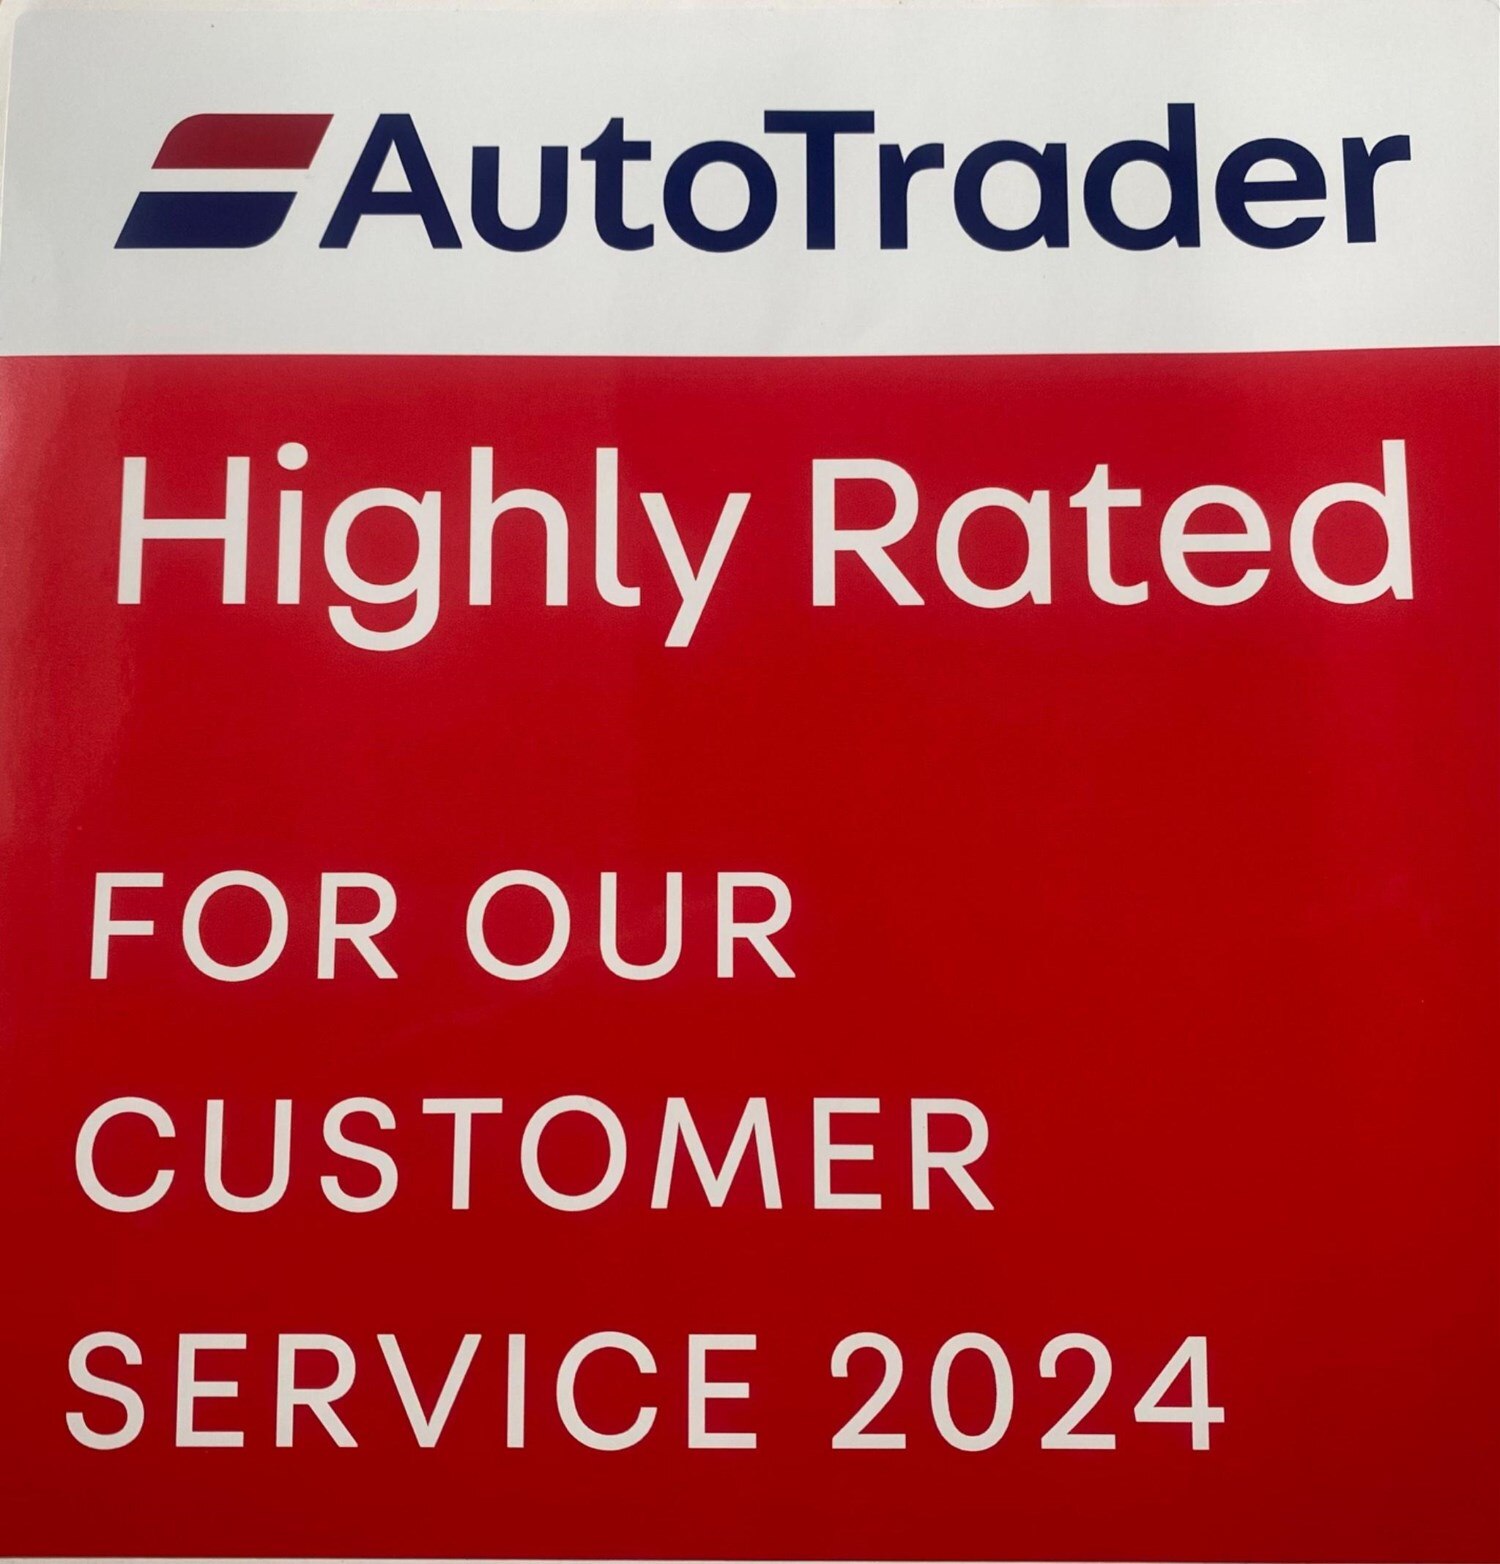 AutoTrader
Highly Rated
FOR OUR
CUSTOMER
SERVICE 2024